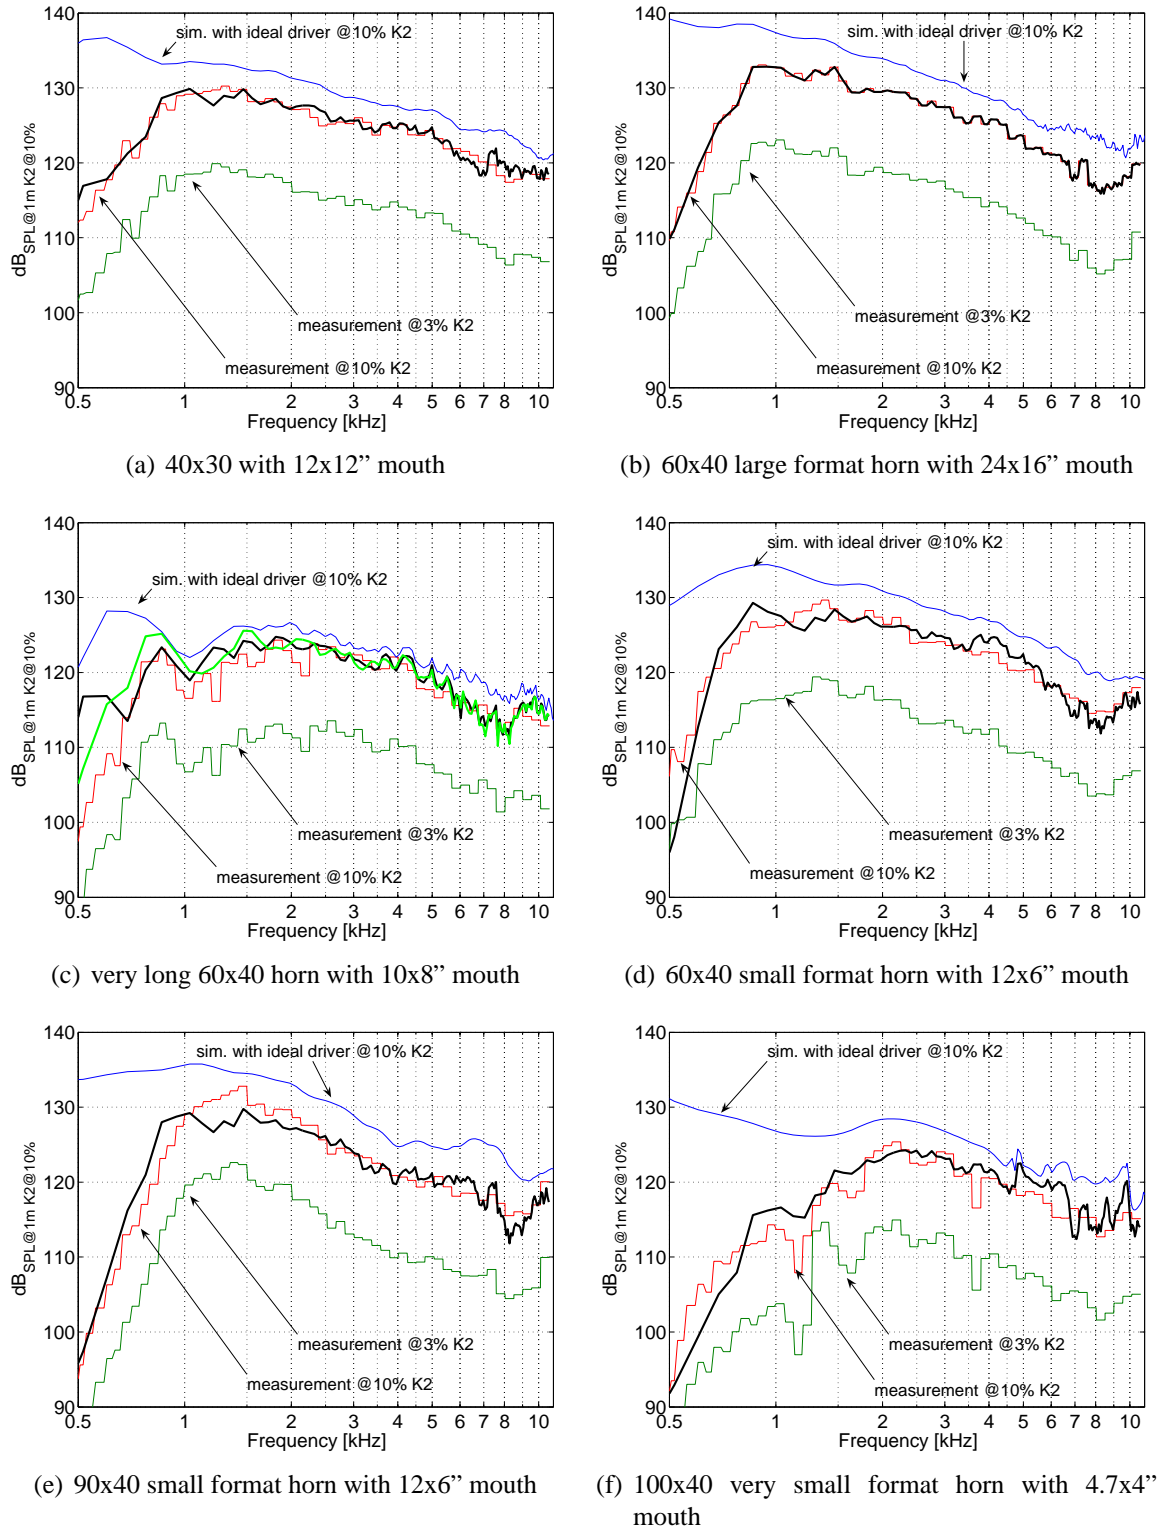 140
130
120
110
100
90
dB_SPL@1m K2@10%
sim. with ideal driver @10% K2
measurement @3% K2
measurement @10% K2
0.5 1 2 3 4 5 6 7 8 10
Frequency [kHz]
(a) 40x30 with 12x12” mouth
140
130
120
110
100
90
dB_SPL@1m K2@10%
sim. with ideal driver @10% K2
measurement @3% K2
measurement @10% K2
0.5 1 2 3 4 5 6 7 8 10
Frequency [kHz]
(b) 60x40 large format horn with 24x16” mouth
140
130
120
110
100
90
dB_SPL@1m K2@10%
sim. with ideal driver @10% K2
measurement @3% K2
measurement @10% K2
0.5 1 2 3 4 5 6 7 8 10
Frequency [kHz]
(c) very long 60x40 horn with 10x8” mouth
140
130
120
110
100
90
dB_SPL@1m K2@10%
sim. with ideal driver @10% K2
measurement @3% K2
measurement @10% K2
0.5 1 2 3 4 5 6 7 8 10
Frequency [kHz]
(d) 60x40 small format horn with 12x6” mouth
140
130
120
110
100
90
dB_SPL@1m K2@10%
sim. with ideal driver @10% K2
measurement @3% K2
measurement @10% K2
0.5 1 2 3 4 5 6 7 8 10
Frequency [kHz]
(e) 90x40 small format horn with 12x6” mouth
140
130
120
110
100
90
dB_SPL@1m K2@10%
sim. with ideal driver @10% K2
measurement @3% K2
measurement @10% K2
0.5 1 2 3 4 5 6 7 8 10
Frequency [kHz]
(f) 100x40 very small format horn with 4.7x4”
mouth